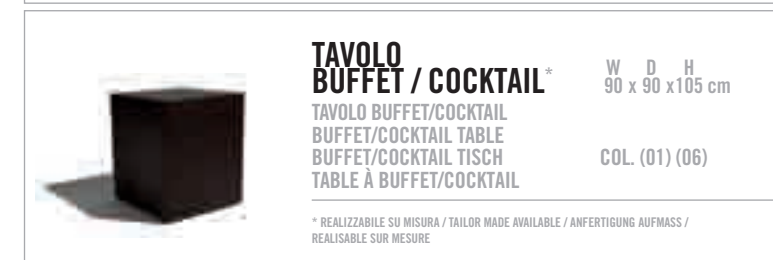 TAVOLO
BUFFET / COCKTAIL*
W D H
90 x 90 x105 cm
TAVOLO BUFFET/COCKTAIL
BUFFET/COCKTAIL TABLE
BUFFET/COCKTAIL TISCH
TABLE À BUFFET/COCKTAIL
COL. (01) (06)
* REALIZZABILE SU MISURA / TAILOR MADE AVAILABLE / ANFERTIGUNG AUFMASS /
REALISABLE SUR MESURE